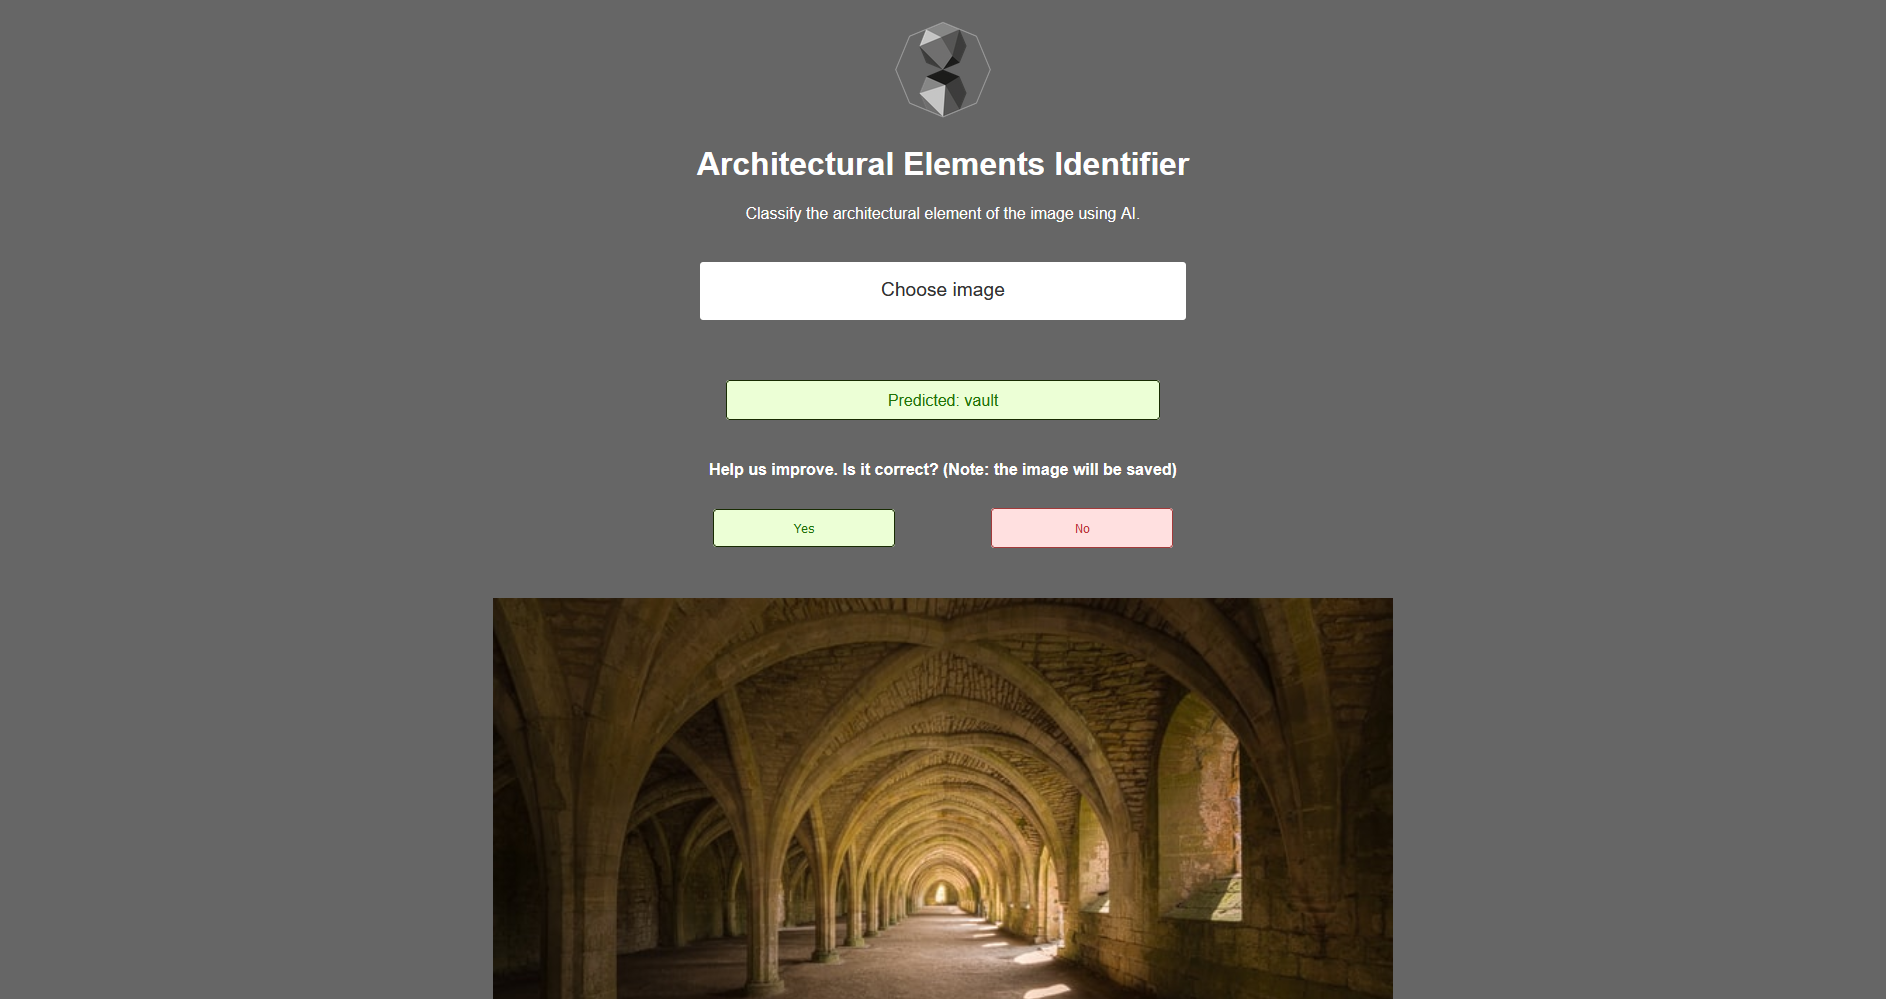 Architectural Elements Identifier
Classify the architectural element of the image using AI.
Choose image
Predicted: vault
Help us improve. Is it correct? (Note: the image will be saved)
Yes
No